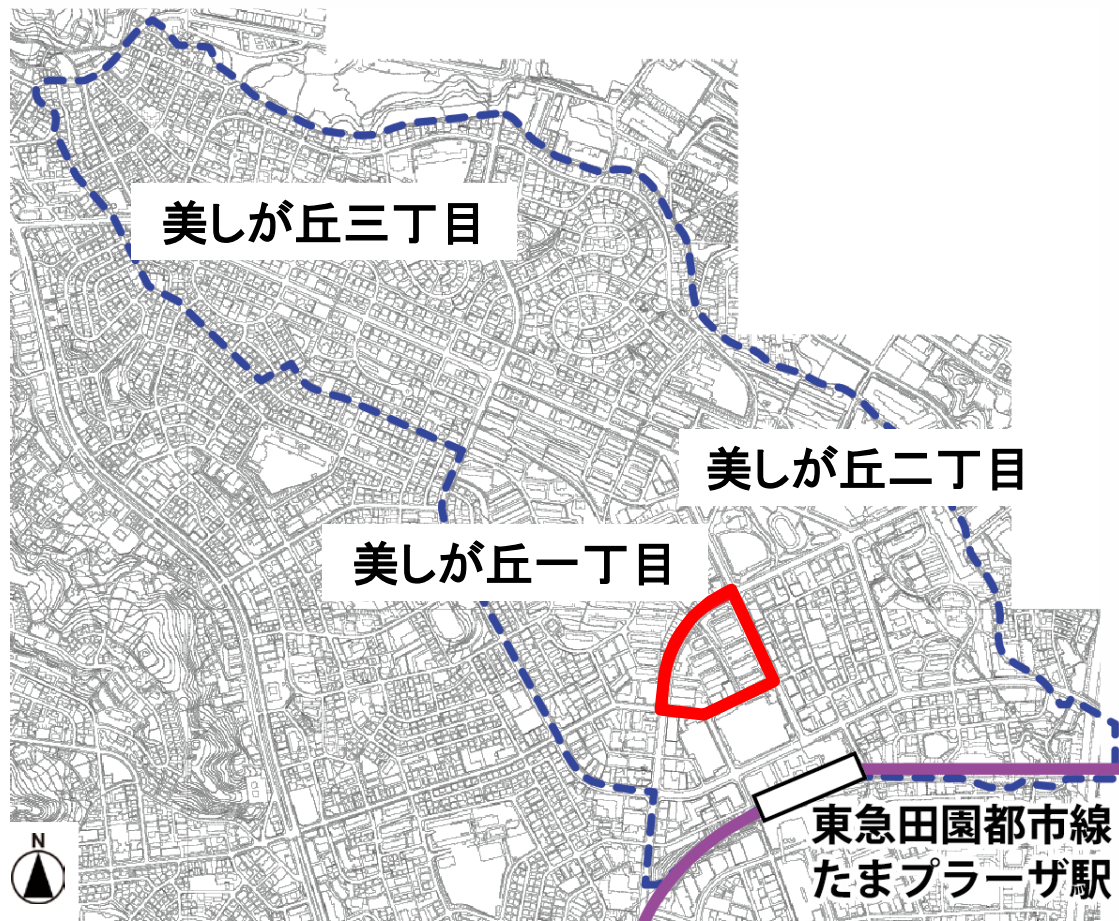 美しが丘三丁目
美しが丘二丁目
美しが丘一丁目
東急田園都市線
たまプラーザ駅
N